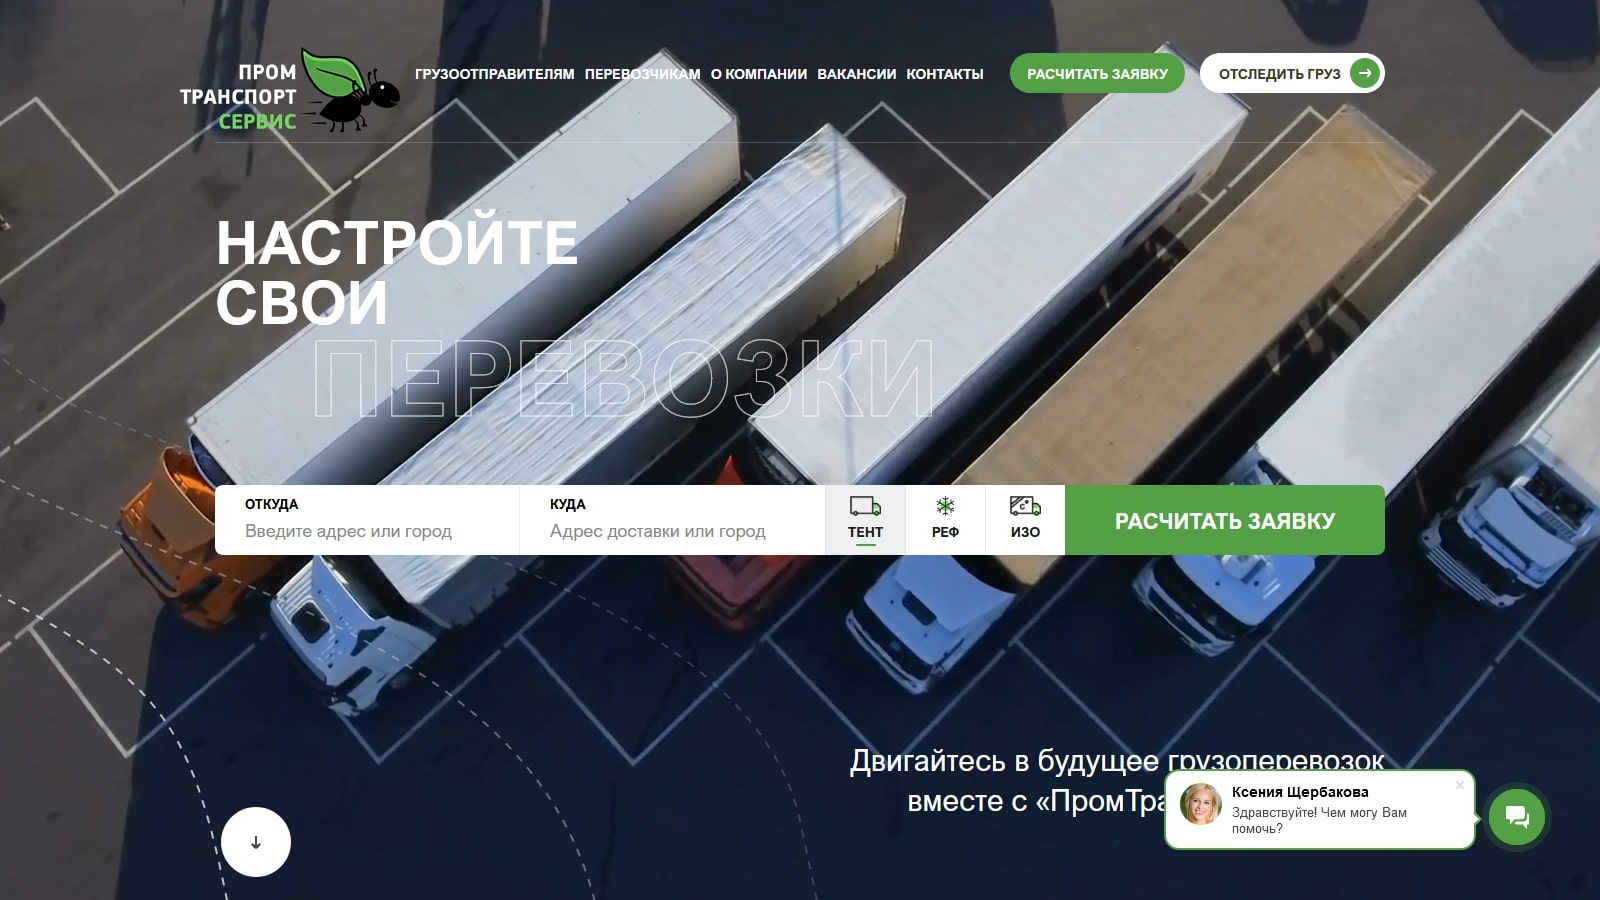 ПРОМ
ТРАНСПОРТ
СЕРВИС
ГРУЗООТПРАВИТЕЛЯМ ПЕРЕВОЗЧИКАМ О КОМПАНИИ ВАКАНСИИ КОНТАКТЫ
РАСЧИТАТЬ ЗАЯВКУ
ОТСЛЕДИТЬ ГРУЗ
НАСТРОЙТЕ
СВОИ
ПЕРЕВОЗКИ
ОТКУДА
Введите адрес или город
КУДА
Адрес доставки или город
ТЕНТ
РЕФ
ИЗО
РАСЧИТАТЬ ЗАЯВКУ
Двигайтесь в будущее грузоперевозок
вместе с
Ксения Щербакова
Здравствуйте! Чем могу Вам
помочь?